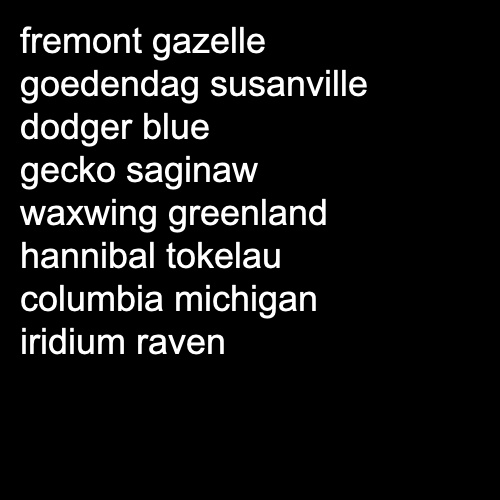 fremont gazelle
goedendag susanville
dodger blue
gecko saginaw
waxwing greenland
hannibal tokelau
columbia michigan
iridium raven